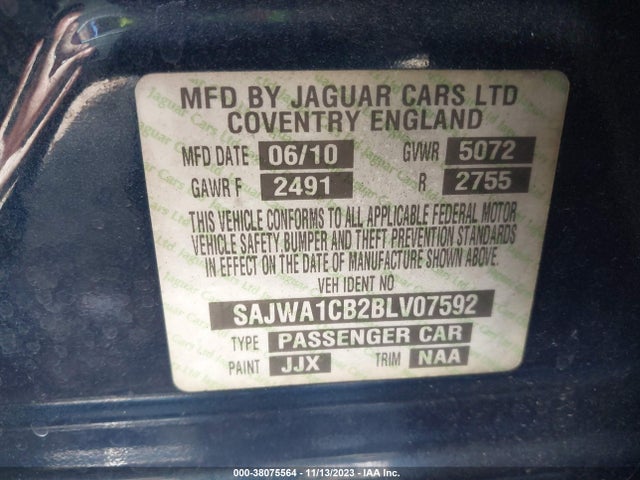 MFD BY JAGUAR CARS LTD
COVENTRY ENGLAND
MFD DATE 06/10 GVWR 5072
GAWR F 2491 R 2755
THIS VEHICLE CONFORMS TO ALL APPLICABLE FEDERAL MOTOR
VEHICLE SAFETY BUMPER AND THEFT PREVENTION STANDARDS
IN EFFECT ON THE DATE OF MANUFACTURE SHOWN ABOVE.
VEH IDENT NO
SAJWA1CB2BLV07592
TYPE PASSENGER CAR
PAINT JJX TRIM NAA
000-38075564 - 11/13/2023 - IAA Inc.